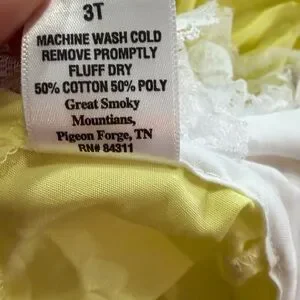 3T
MACHINE WASH COLD
REMOVE PROMPTLY
FLUFF DRY
50% COTTON 50% POLY
Great Smoky
Mountians,
Pigeon Forge, TN
RN# 84311